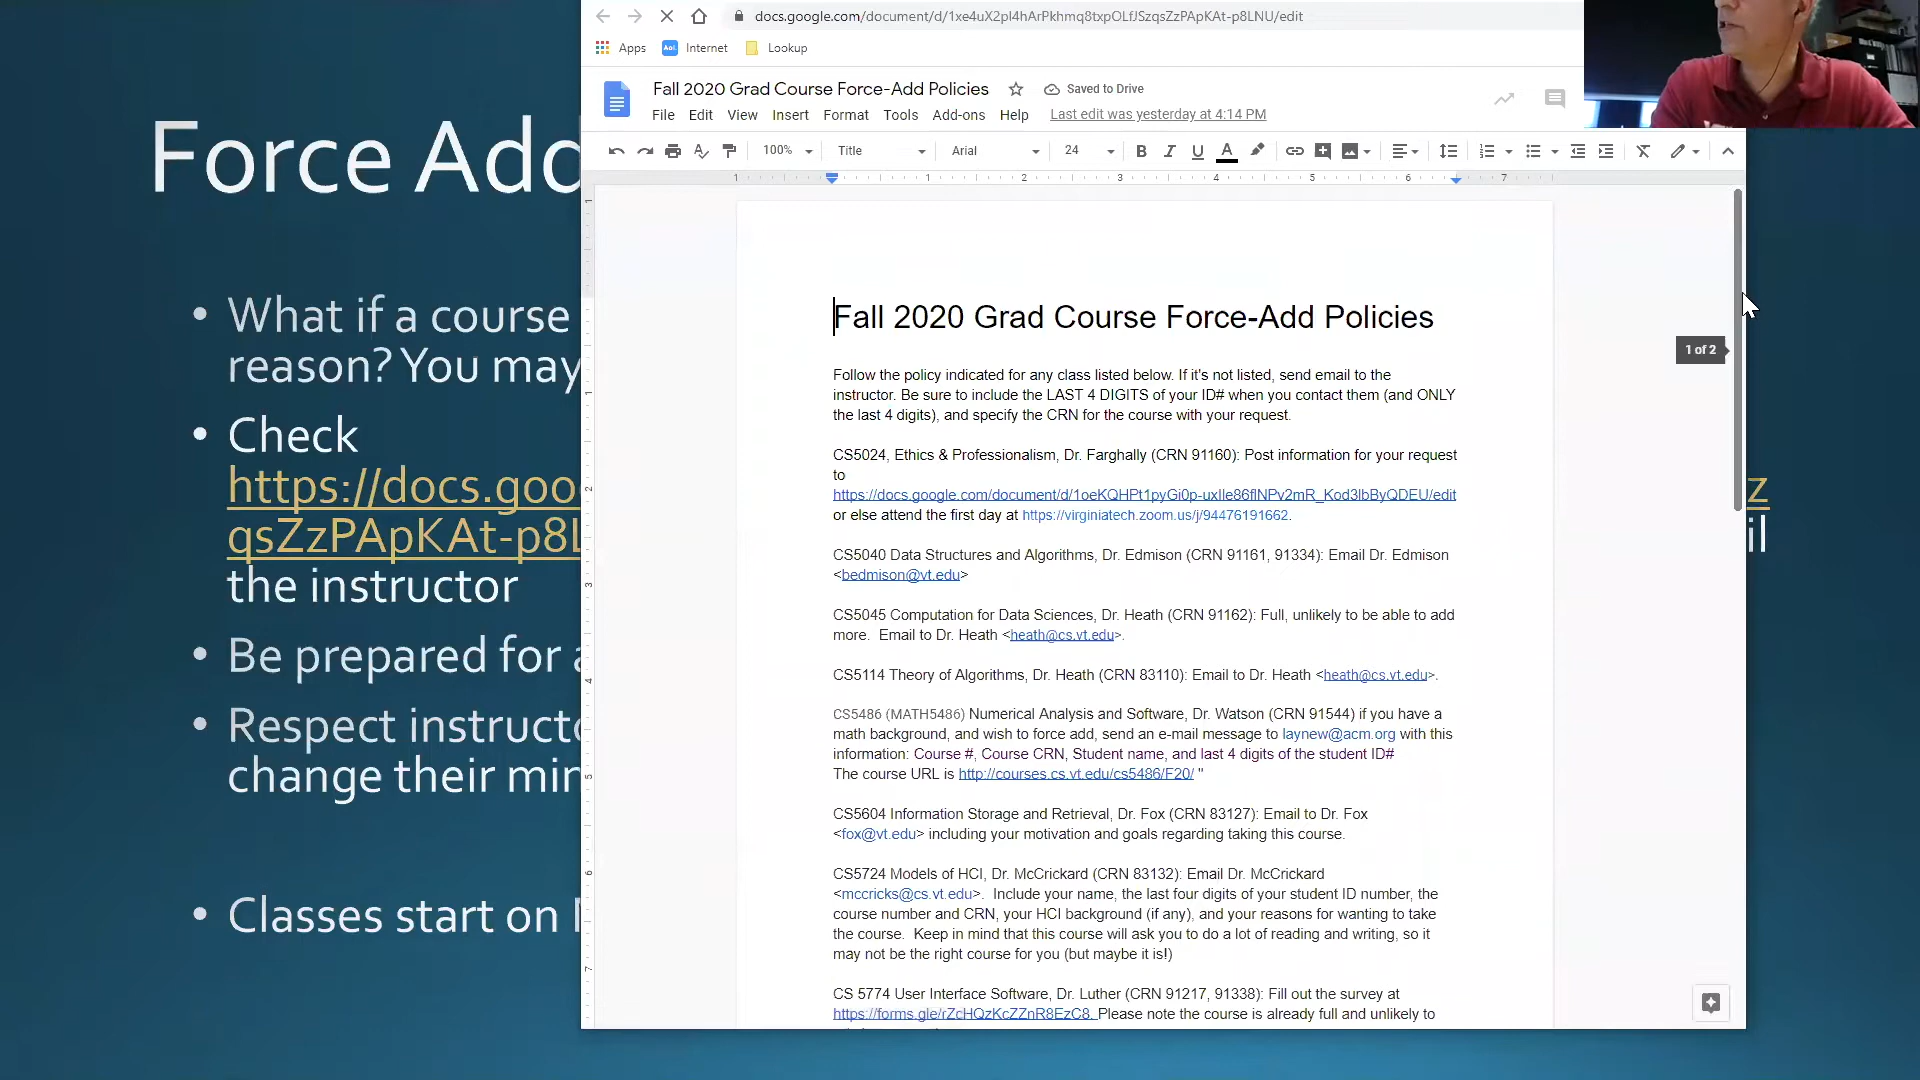 docs.google.com/document/d/1xe4uX2pl4hArPkhmq8txpOLfJSzqsZzPApKAt-p8LNU/edit
Apps Aol. Internet Lookup
Fall 2020 Grad Course Force-Add Policies Saved to Drive
File Edit View Insert Format Tools Add-ons Help Last edit was yesterday at 4:14 PM
100% Title Arial 24 B I U A
1 1 2 3 4 5 6 7
Force Add
• What if a course
reason? You may
• Check
https://docs.goo
qsZzPApKAt-p8L
the instructor
• Be prepared for a
• Respect instructo
change their min
• Classes start on
z
il
1 of 2
Fall 2020 Grad Course Force-Add Policies
Follow the policy indicated for any class listed below. If it's not listed, send email to the
instructor. Be sure to include the LAST 4 DIGITS of your ID# when you contact them (and ONLY
the last 4 digits), and specify the CRN for the course with your request.
CS5024, Ethics & Professionalism, Dr. Farghally (CRN 91160): Post information for your request
to
https://docs.google.com/document/d/1oeKQHPt1pyGi0p-uxIle86flNPv2mR_Kod3lbByQDEU/edit
or else attend the first day at https://virginiatech.zoom.us/j/94476191662.
CS5040 Data Structures and Algorithms, Dr. Edmison (CRN 91161, 91334): Email Dr. Edmison
<bedmison@vt.edu>
CS5045 Computation for Data Sciences, Dr. Heath (CRN 91162): Full, unlikely to be able to add
more. Email to Dr. Heath <heath@cs.vt.edu>.
CS5114 Theory of Algorithms, Dr. Heath (CRN 83110): Email to Dr. Heath <heath@cs.vt.edu>.
CS5486 (MATH5486) Numerical Analysis and Software, Dr. Watson (CRN 91544) if you have a
math background, and wish to force add, send an e-mail message to laynew@acm.org with this
information: Course #, Course CRN, Student name, and last 4 digits of the student ID#
The course URL is http://courses.cs.vt.edu/cs5486/F20/ "
CS5604 Information Storage and Retrieval, Dr. Fox (CRN 83127): Email to Dr. Fox
<fox@vt.edu> including your motivation and goals regarding taking this course.
CS5724 Models of HCI, Dr. McCrickard (CRN 83132): Email Dr. McCrickard
<mccricks@cs.vt.edu>. Include your name, the last four digits of your student ID number, the
course number and CRN, your HCI background (if any), and your reasons for wanting to take
the course. Keep in mind that this course will ask you to do a lot of reading and writing, so it
may not be the right course for you (but maybe it is!)
CS 5774 User Interface Software, Dr. Luther (CRN 91217, 91338): Fill out the survey at
https://forms.gle/rZcHQzKcZZnR8EzC8. Please note the course is already full and unlikely to